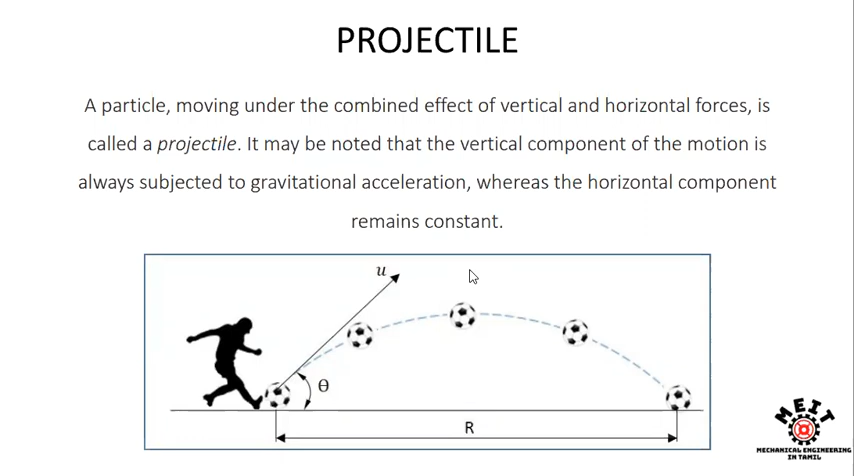 PROJECTILE
A particle, moving under the combined effect of vertical and horizontal forces, is
called a projectile. It may be noted that the vertical component of the motion is
always subjected to gravitational acceleration, whereas the horizontal component
remains constant.
u
θ
R
MEIT
MECHANICAL ENGINEERING
IN TAMIL